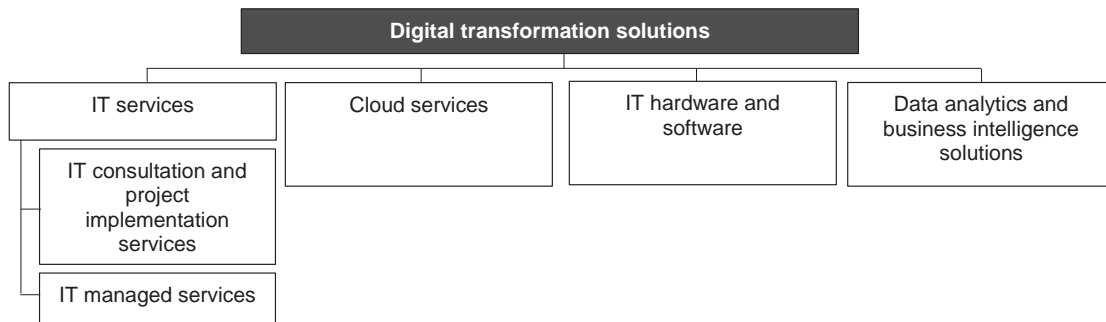 Digital transformation solutions
IT services
Cloud services
IT hardware and
software
Data analytics and
business intelligence
solutions
IT consultation and
project
implementation
services
IT managed services